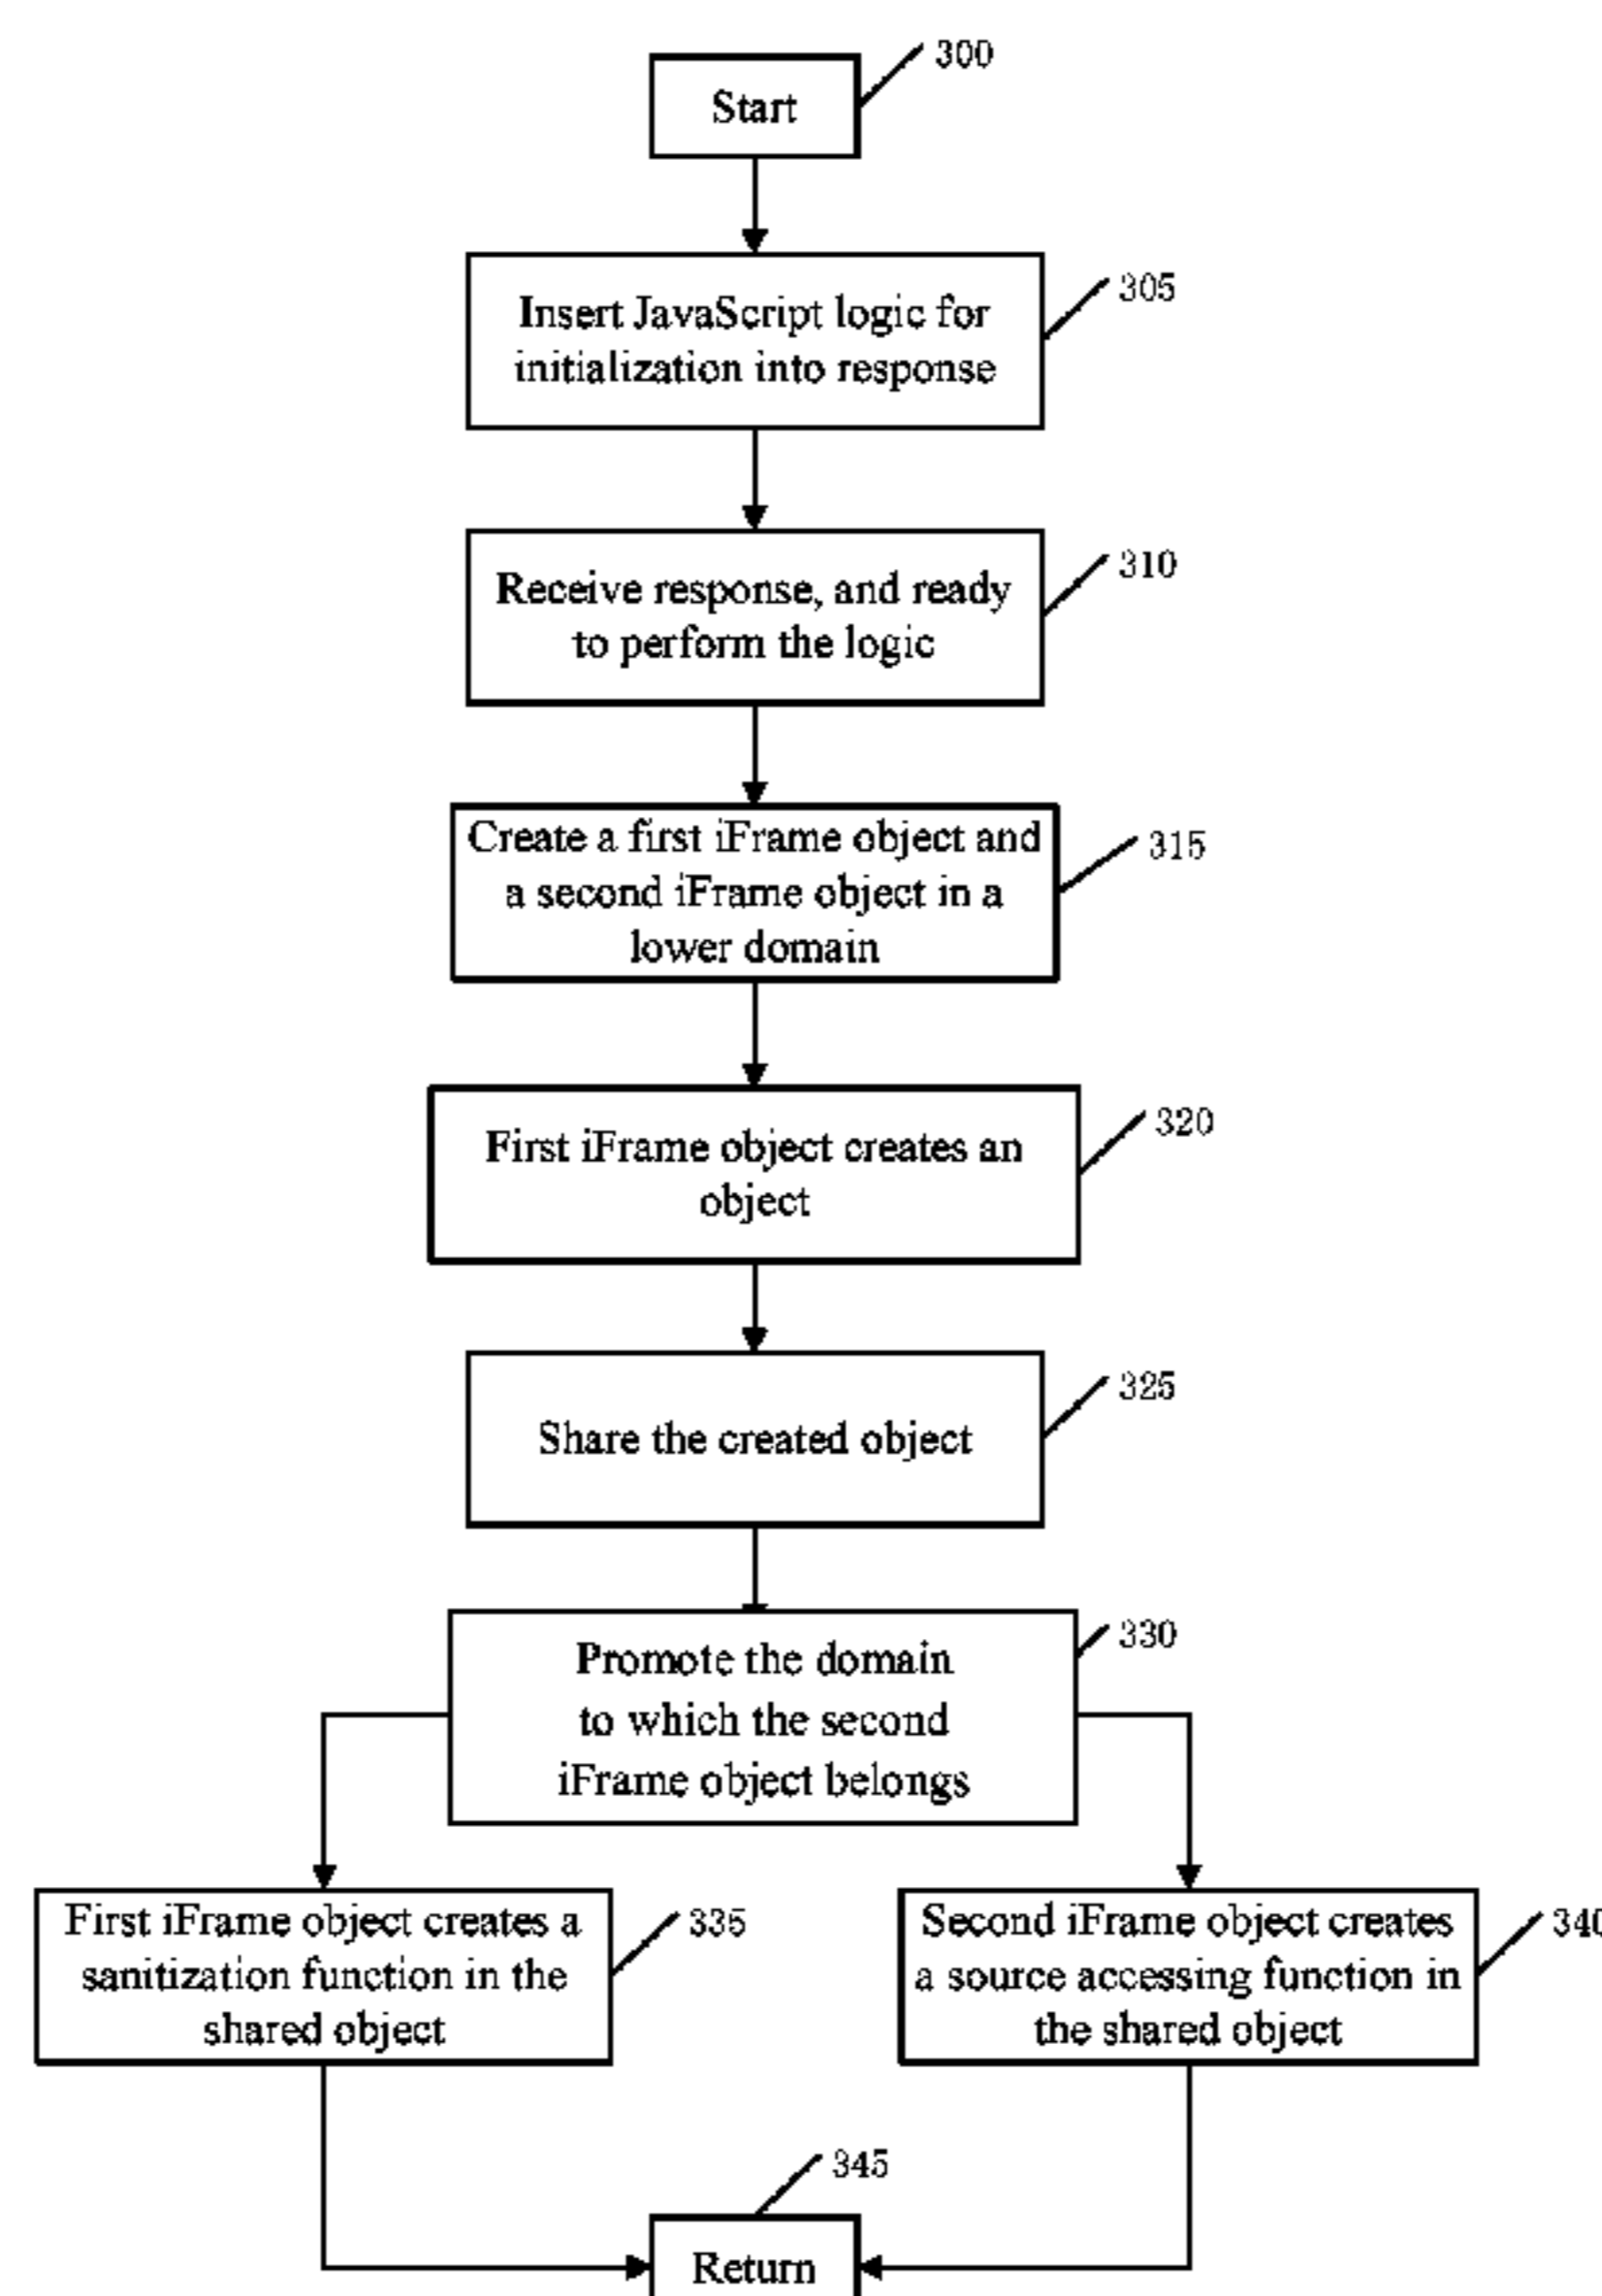 300
Start
305
Insert JavaScript logic for
initialization into response
310
Receive response, and ready
to perform the logic
315
Create a first iFrame object and
a second iFrame object in a
lower domain
320
First iFrame object creates an
object
325
Share the created object
330
Promote the domain
to which the second
iFrame object belongs
335
First iFrame object creates a
sanitization function in the
shared object
340
Second iFrame object creates
a source accessing function in
the shared object
345
Return